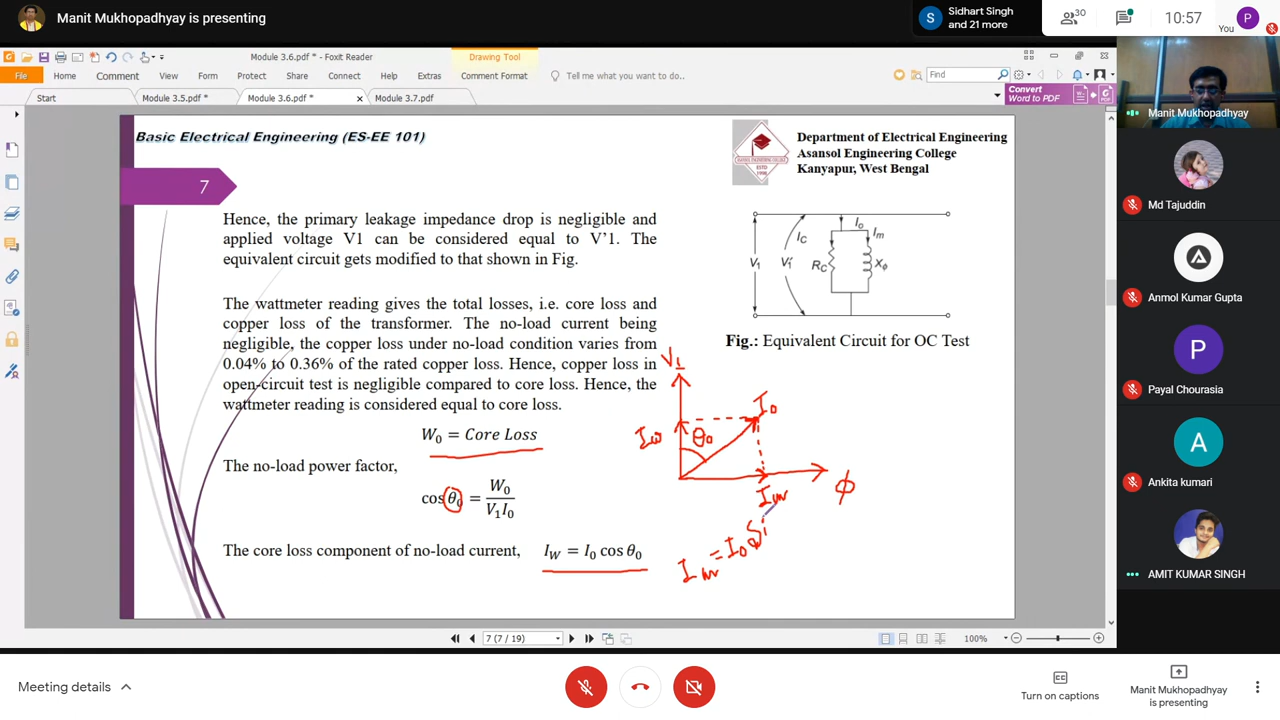 Manit Mukhopadhyay is presenting
Sidhart Singh
and 21 more
30
10:57
You
P
S
Module 3.6.pdf * - Foxit Reader
Drawing Tool
File
Home
Comment
View
Form
Protect
Share
Connect
Help
Extras
Comment Format
Tell me what you want to do..
Find
Start
Module 3.5.pdf *
Module 3.6.pdf *
Module 3.7.pdf
Convert
Word to PDF
Basic Electrical Engineering (ES-EE 101)
Department of Electrical Engineering
Asansol Engineering College
Kanyapur, West Bengal
7
Hence, the primary leakage impedance drop is negligible and
applied voltage V1 can be considered equal to V’1. The
equivalent circuit gets modified to that shown in Fig.
The wattmeter reading gives the total losses, i.e. core loss and
copper loss of the transformer. The no-load current being
negligible, the copper loss under no-load condition varies from
0.04% to 0.36% of the rated copper loss. Hence, copper loss in
open-circuit test is negligible compared to core loss. Hence, the
wattmeter reading is considered equal to core loss.
W₀ = Core Loss
The no-load power factor,
cos θ₀ = W₀ / V₁I₀
The core loss component of no-load current, I_W = I₀ cos θ₀
I₀
I_C
I_m
V₁
V₁'
R_C
X_ϕ
Fig.: Equivalent Circuit for OC Test
V₁
I₀
I_ω
θ₀
I_m
ϕ
I_m = I₀ Si
7 (7 / 19)
100%
Manit Mukhopadhyay
Md Tajuddin
Anmol Kumar Gupta
P
Payal Chourasia
A
Ankita kumari
AMIT KUMAR SINGH
Meeting details
Turn on captions
Manit Mukhopadhyay
is presenting